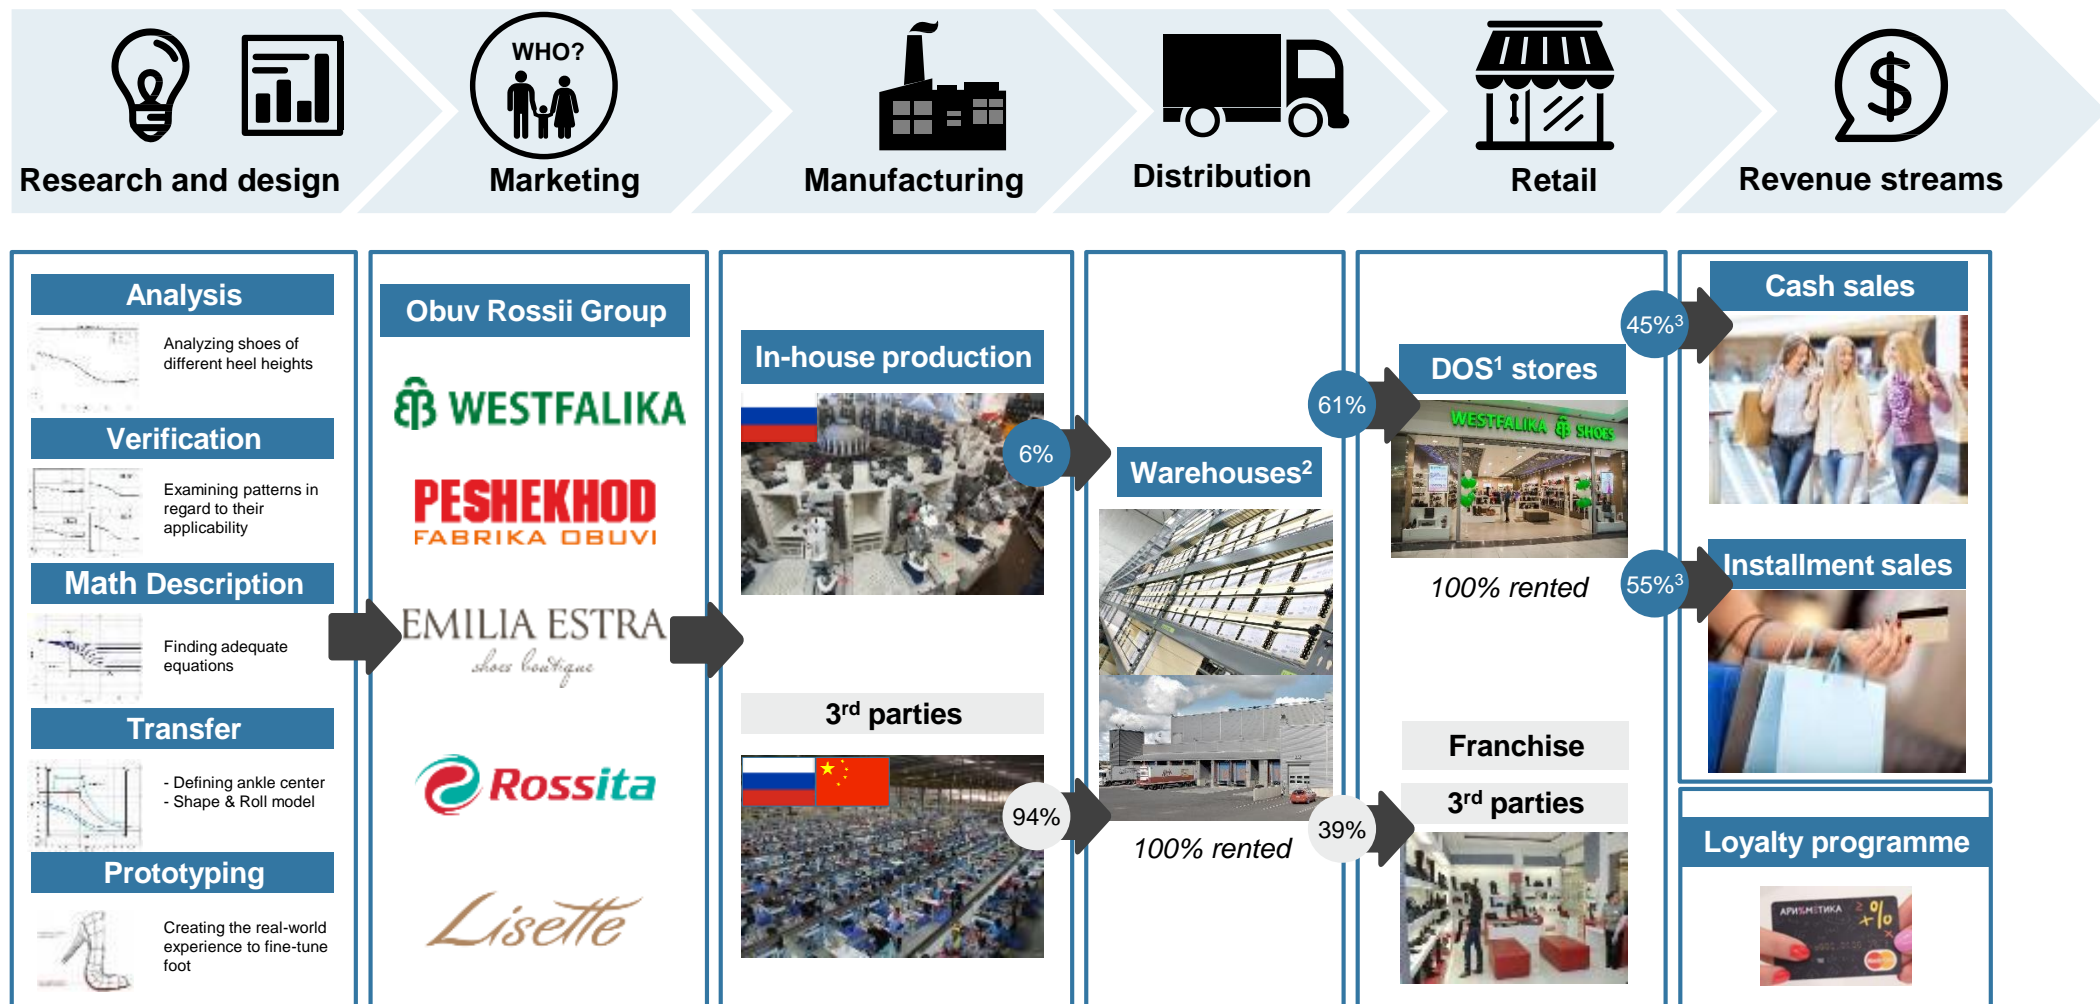 WHO?
Research and design
Marketing
Manufacturing
Distribution
Retail
Revenue streams
Analysis
Analyzing shoes of
different heel heights
Verification
Examining patterns in
regard to their
applicability
Math Description
Finding adequate
equations
Transfer
- Defining ankle center
- Shape & Roll model
Prototyping
Creating the real-world
experience to fine-tune
foot
Obuv Rossii Group
WESTFALIKA
PESHEKHOD
FABRIKA OBUVI
EMILIA ESTRA
shoes boutique
Rossita
Lisette
In-house production
6%
3rd parties
94%
Warehouses2
100% rented
61%
39%
DOS1 stores
WESTFALIKA SHOES
100% rented
Franchise
3rd parties
45%3
55%3
Cash sales
Installment sales
Loyalty programme
АРИФМЕТИКА